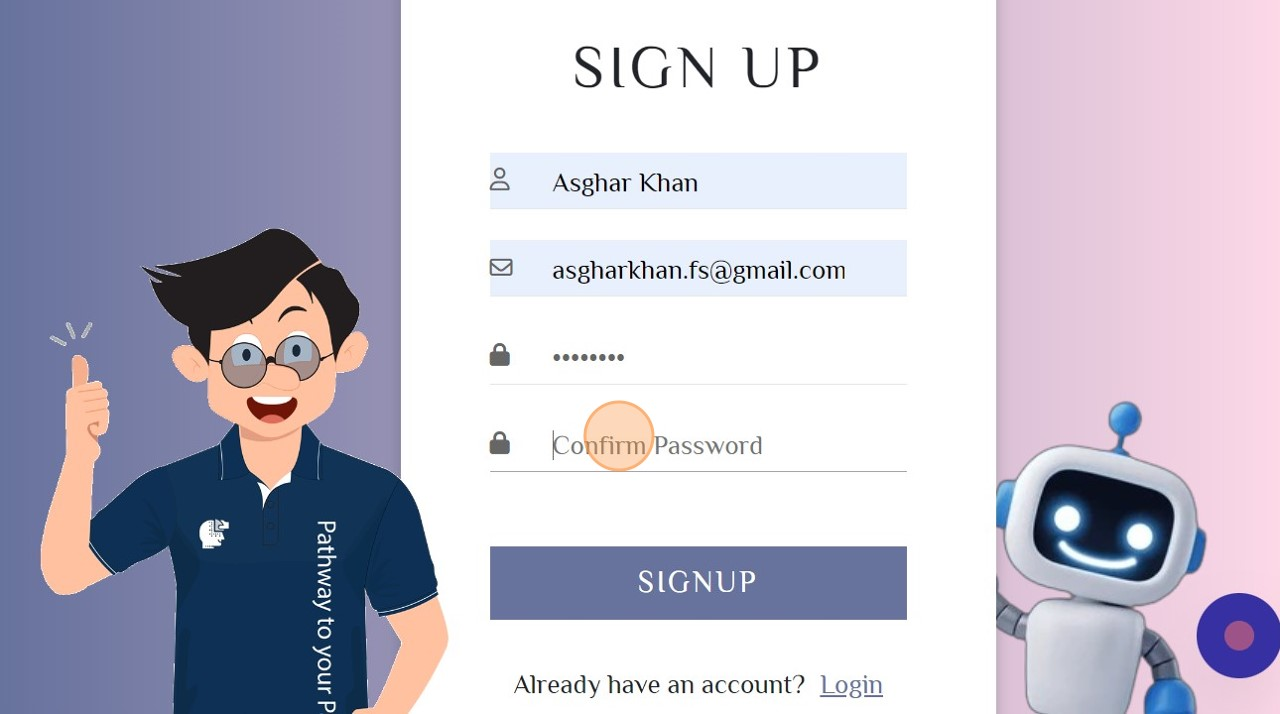 SIGN UP
Asghar Khan
asgharkhan.fs@gmail.com
••••••••
Confirm Password
SIGNUP
Already have an account? Login
Pathway to your P